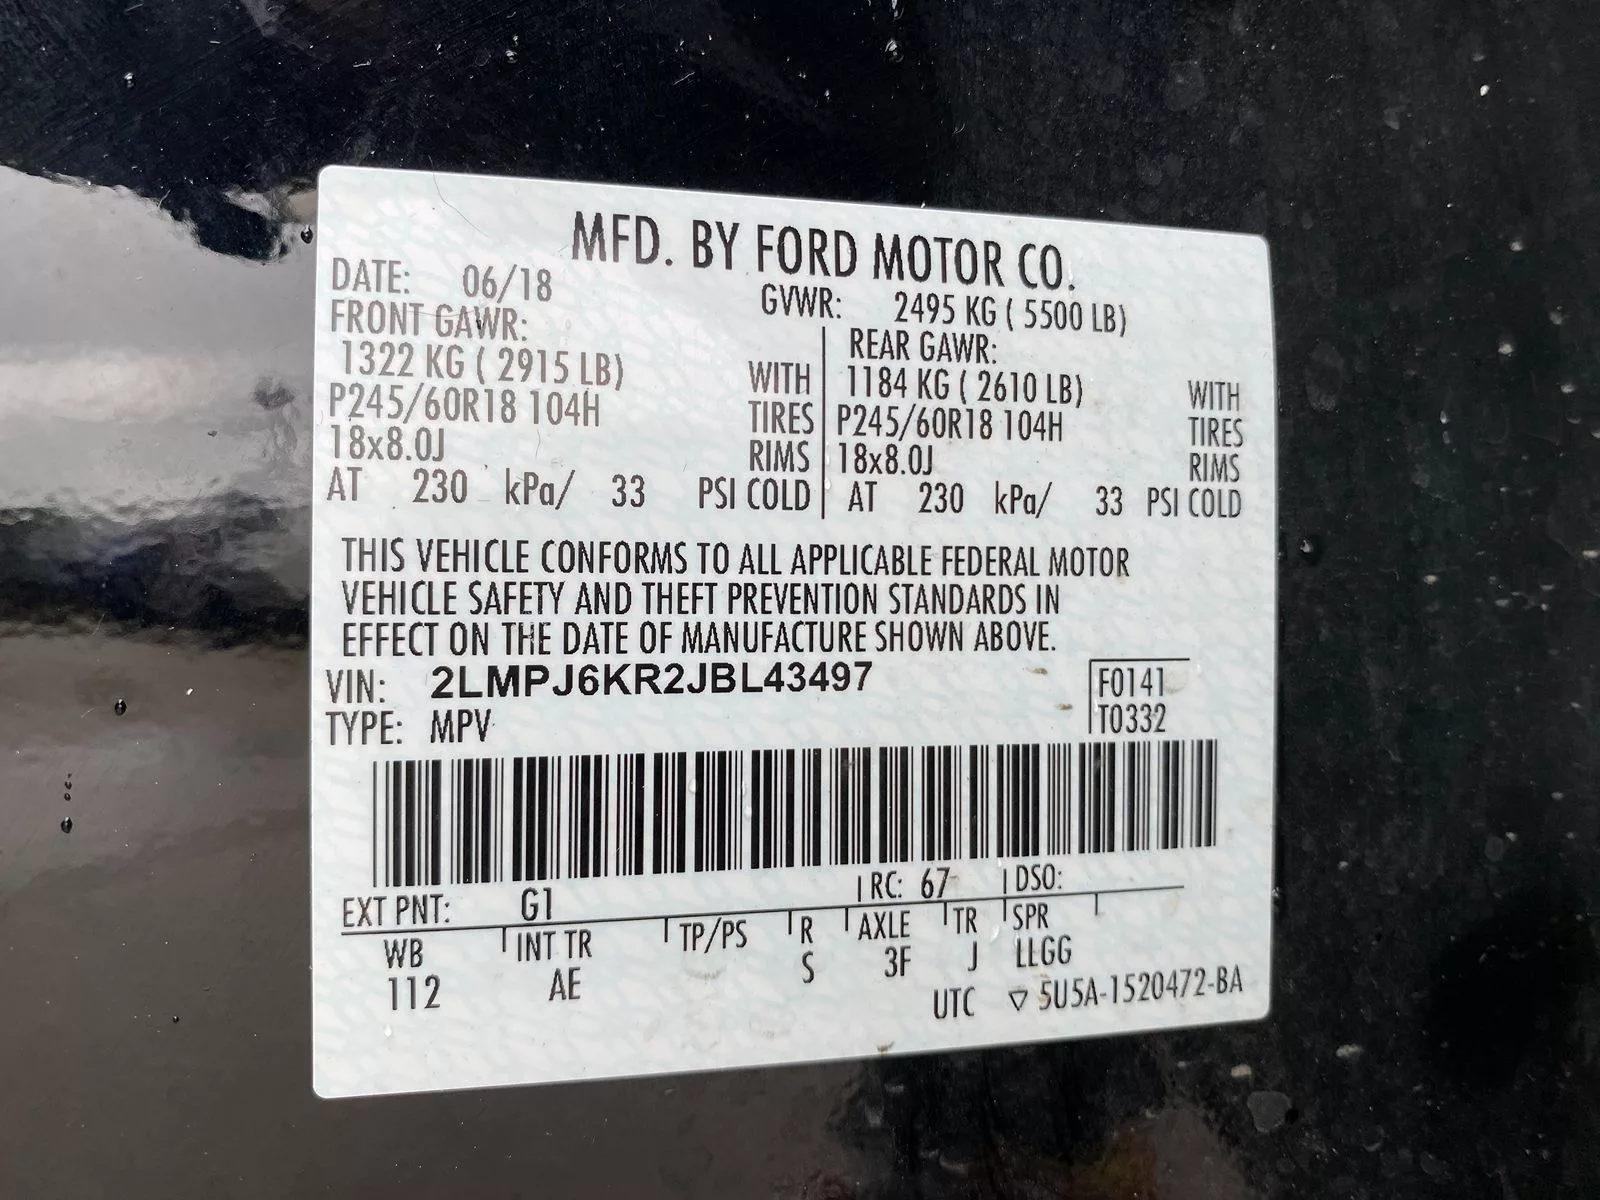 MFD. BY FORD MOTOR CO.
DATE: 06/18 GVWR: 2495 KG ( 5500 LB)
FRONT GAWR: REAR GAWR:
1322 KG ( 2915 LB) WITH 1184 KG ( 2610 LB) WITH
P245/60R18 104H TIRES P245/60R18 104H TIRES
18x8.0J RIMS 18x8.0J RIMS
AT 230 kPa/ 33 PSI COLD AT 230 kPa/ 33 PSI COLD
THIS VEHICLE CONFORMS TO ALL APPLICABLE FEDERAL MOTOR
VEHICLE SAFETY AND THEFT PREVENTION STANDARDS IN
EFFECT ON THE DATE OF MANUFACTURE SHOWN ABOVE.
VIN: 2LMPJ6KR2JBL43497 F0141
TYPE: MPV T0332
EXT PNT: G1 RC: 67 DSO:
WB INT TR TP/PS R AXLE TR SPR
112 AE S 3F J LLGG
UTC ▽ 5U5A-1520472-BA